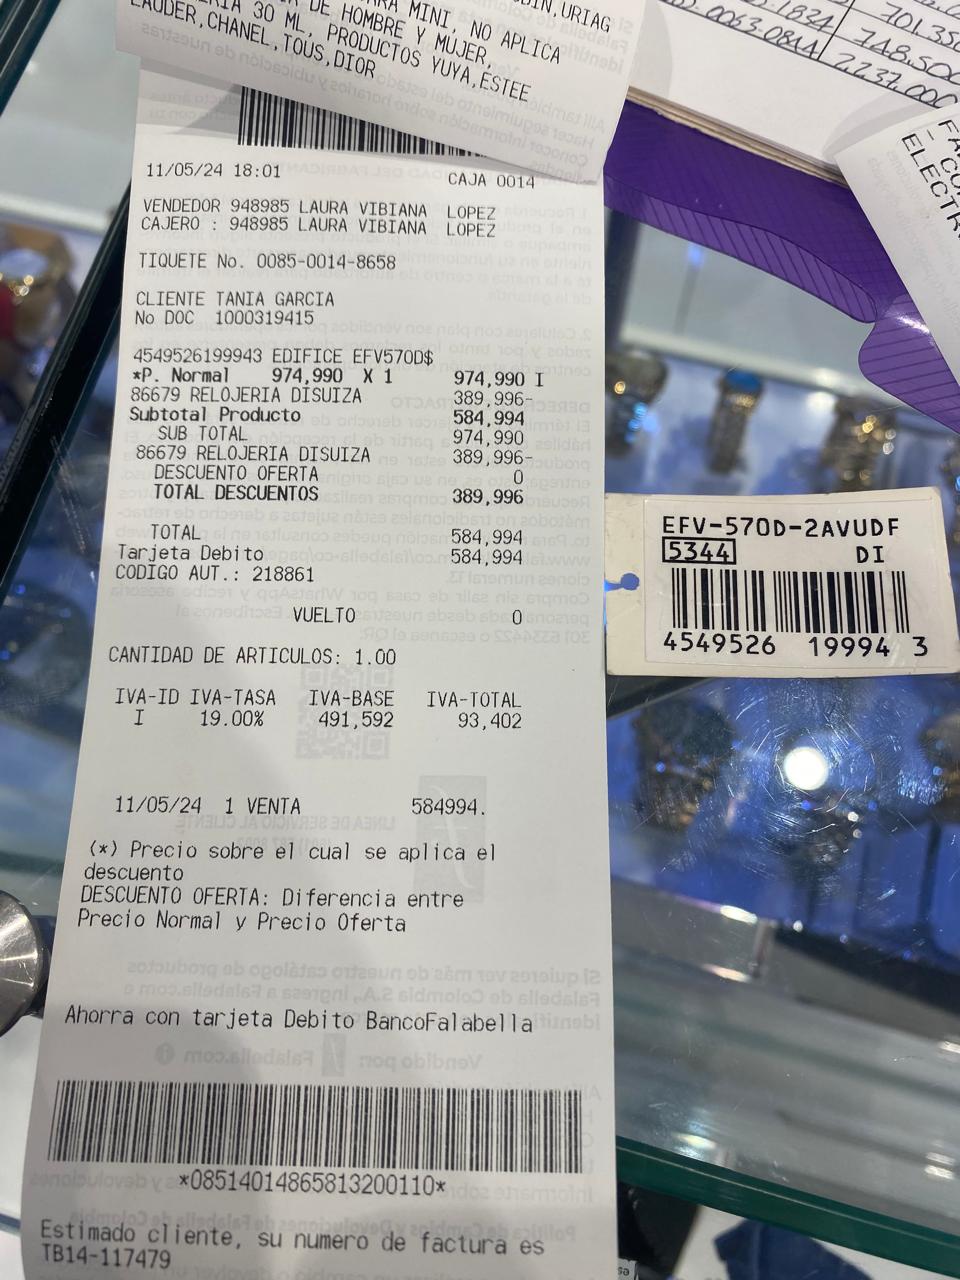 MINI, NO APLICA
30 ML, DE HOMBRE Y MUJER,
PRODUCTOS YUYA,ESTEE
LAUDER,CHANEL,TOUS,DIOR
11/05/24 18:01 CAJA 0014
VENDEDOR 948985 LAURA VIBIANA LOPEZ
CAJERO : 948985 LAURA VIBIANA LOPEZ
TIQUETE No. 0085-0014-8658
CLIENTE TANIA GARCIA
No DOC 1000319415
4549526199943 EDIFICE EFV570D$
*P. Normal 974,990 X 1 974,990 I
86679 RELOJERIA DISUIZA 389,996-
Subtotal Producto 584,994
SUB TOTAL 974,990
86679 RELOJERIA DISUIZA 389,996-
DESCUENTO OFERTA 0
TOTAL DESCUENTOS 389,996
TOTAL 584,994
Tarjeta Debito 584,994
CODIGO AUT.: 218861
VUELTO 0
CANTIDAD DE ARTICULOS: 1.00
IVA-ID IVA-TASA IVA-BASE IVA-TOTAL
I 19.00% 491,592 93,402
11/05/24 1 VENTA 584994.
(*) Precio sobre el cual se aplica el
descuento
DESCUENTO OFERTA: Diferencia entre
Precio Normal y Precio Oferta
Ahorra con tarjeta Debito BancoFalabella
*08514014865813200110*
Estimado cliente, su numero de factura es
TB14-117479
EFV-570D-2AVUDF
5344 DI
4549526 19994 3
748.500
2,237.000